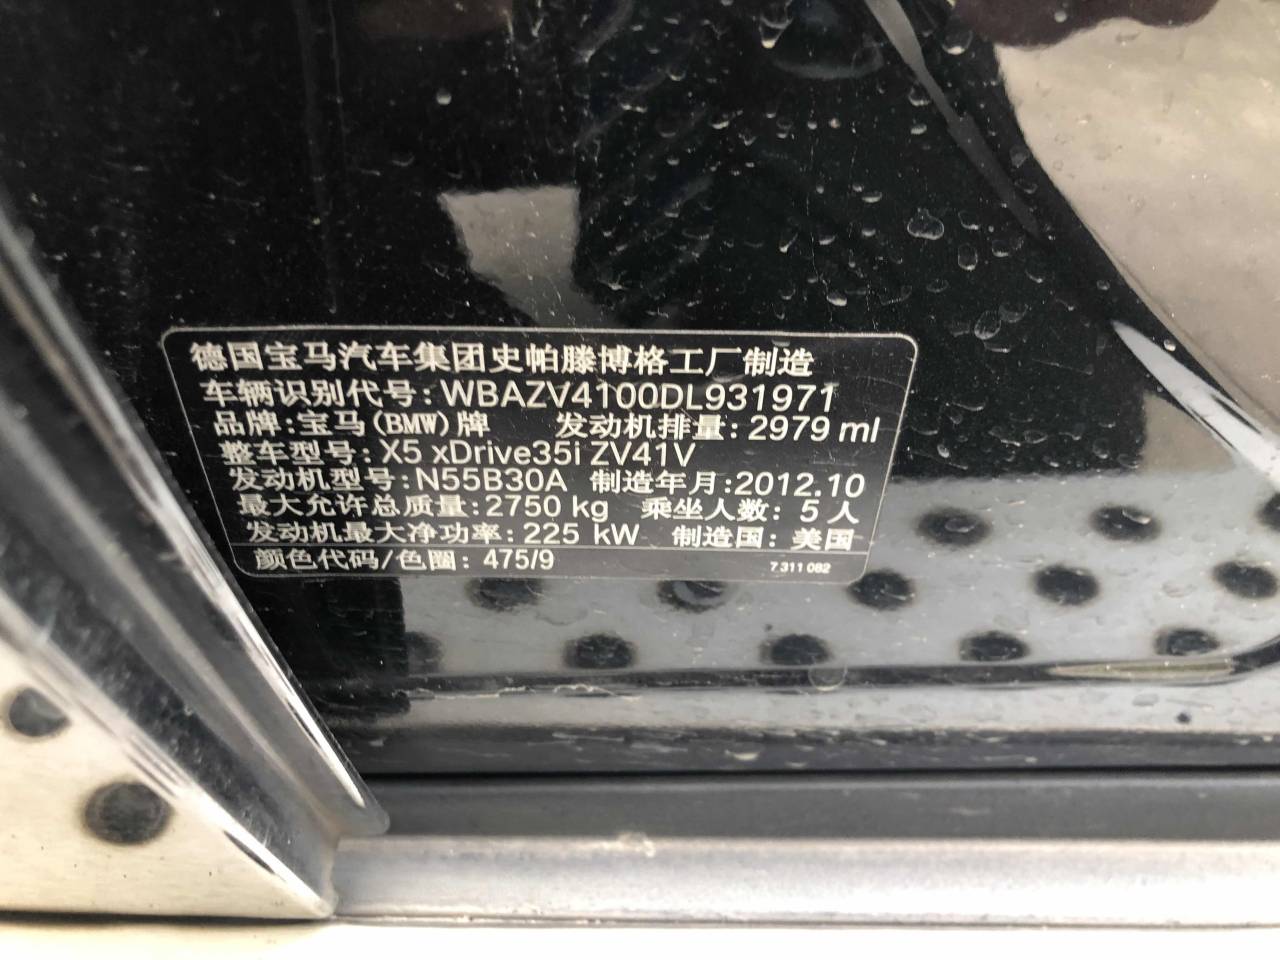 德国宝马汽车集团史帕滕博格工厂制造
车辆识别代号: WBAZV4100DL931971
品牌: 宝马(BMW)牌 发动机排量: 2979 ml
整车型号: X5 xDrive35i ZV41V
发动机型号: N55B30A 制造年月: 2012.10
最大允许总质量: 2750 kg 乘坐人数: 5 人
发动机最大净功率: 225 kW 制造国: 美国
颜色代码/色圈: 475/9 7 311 082